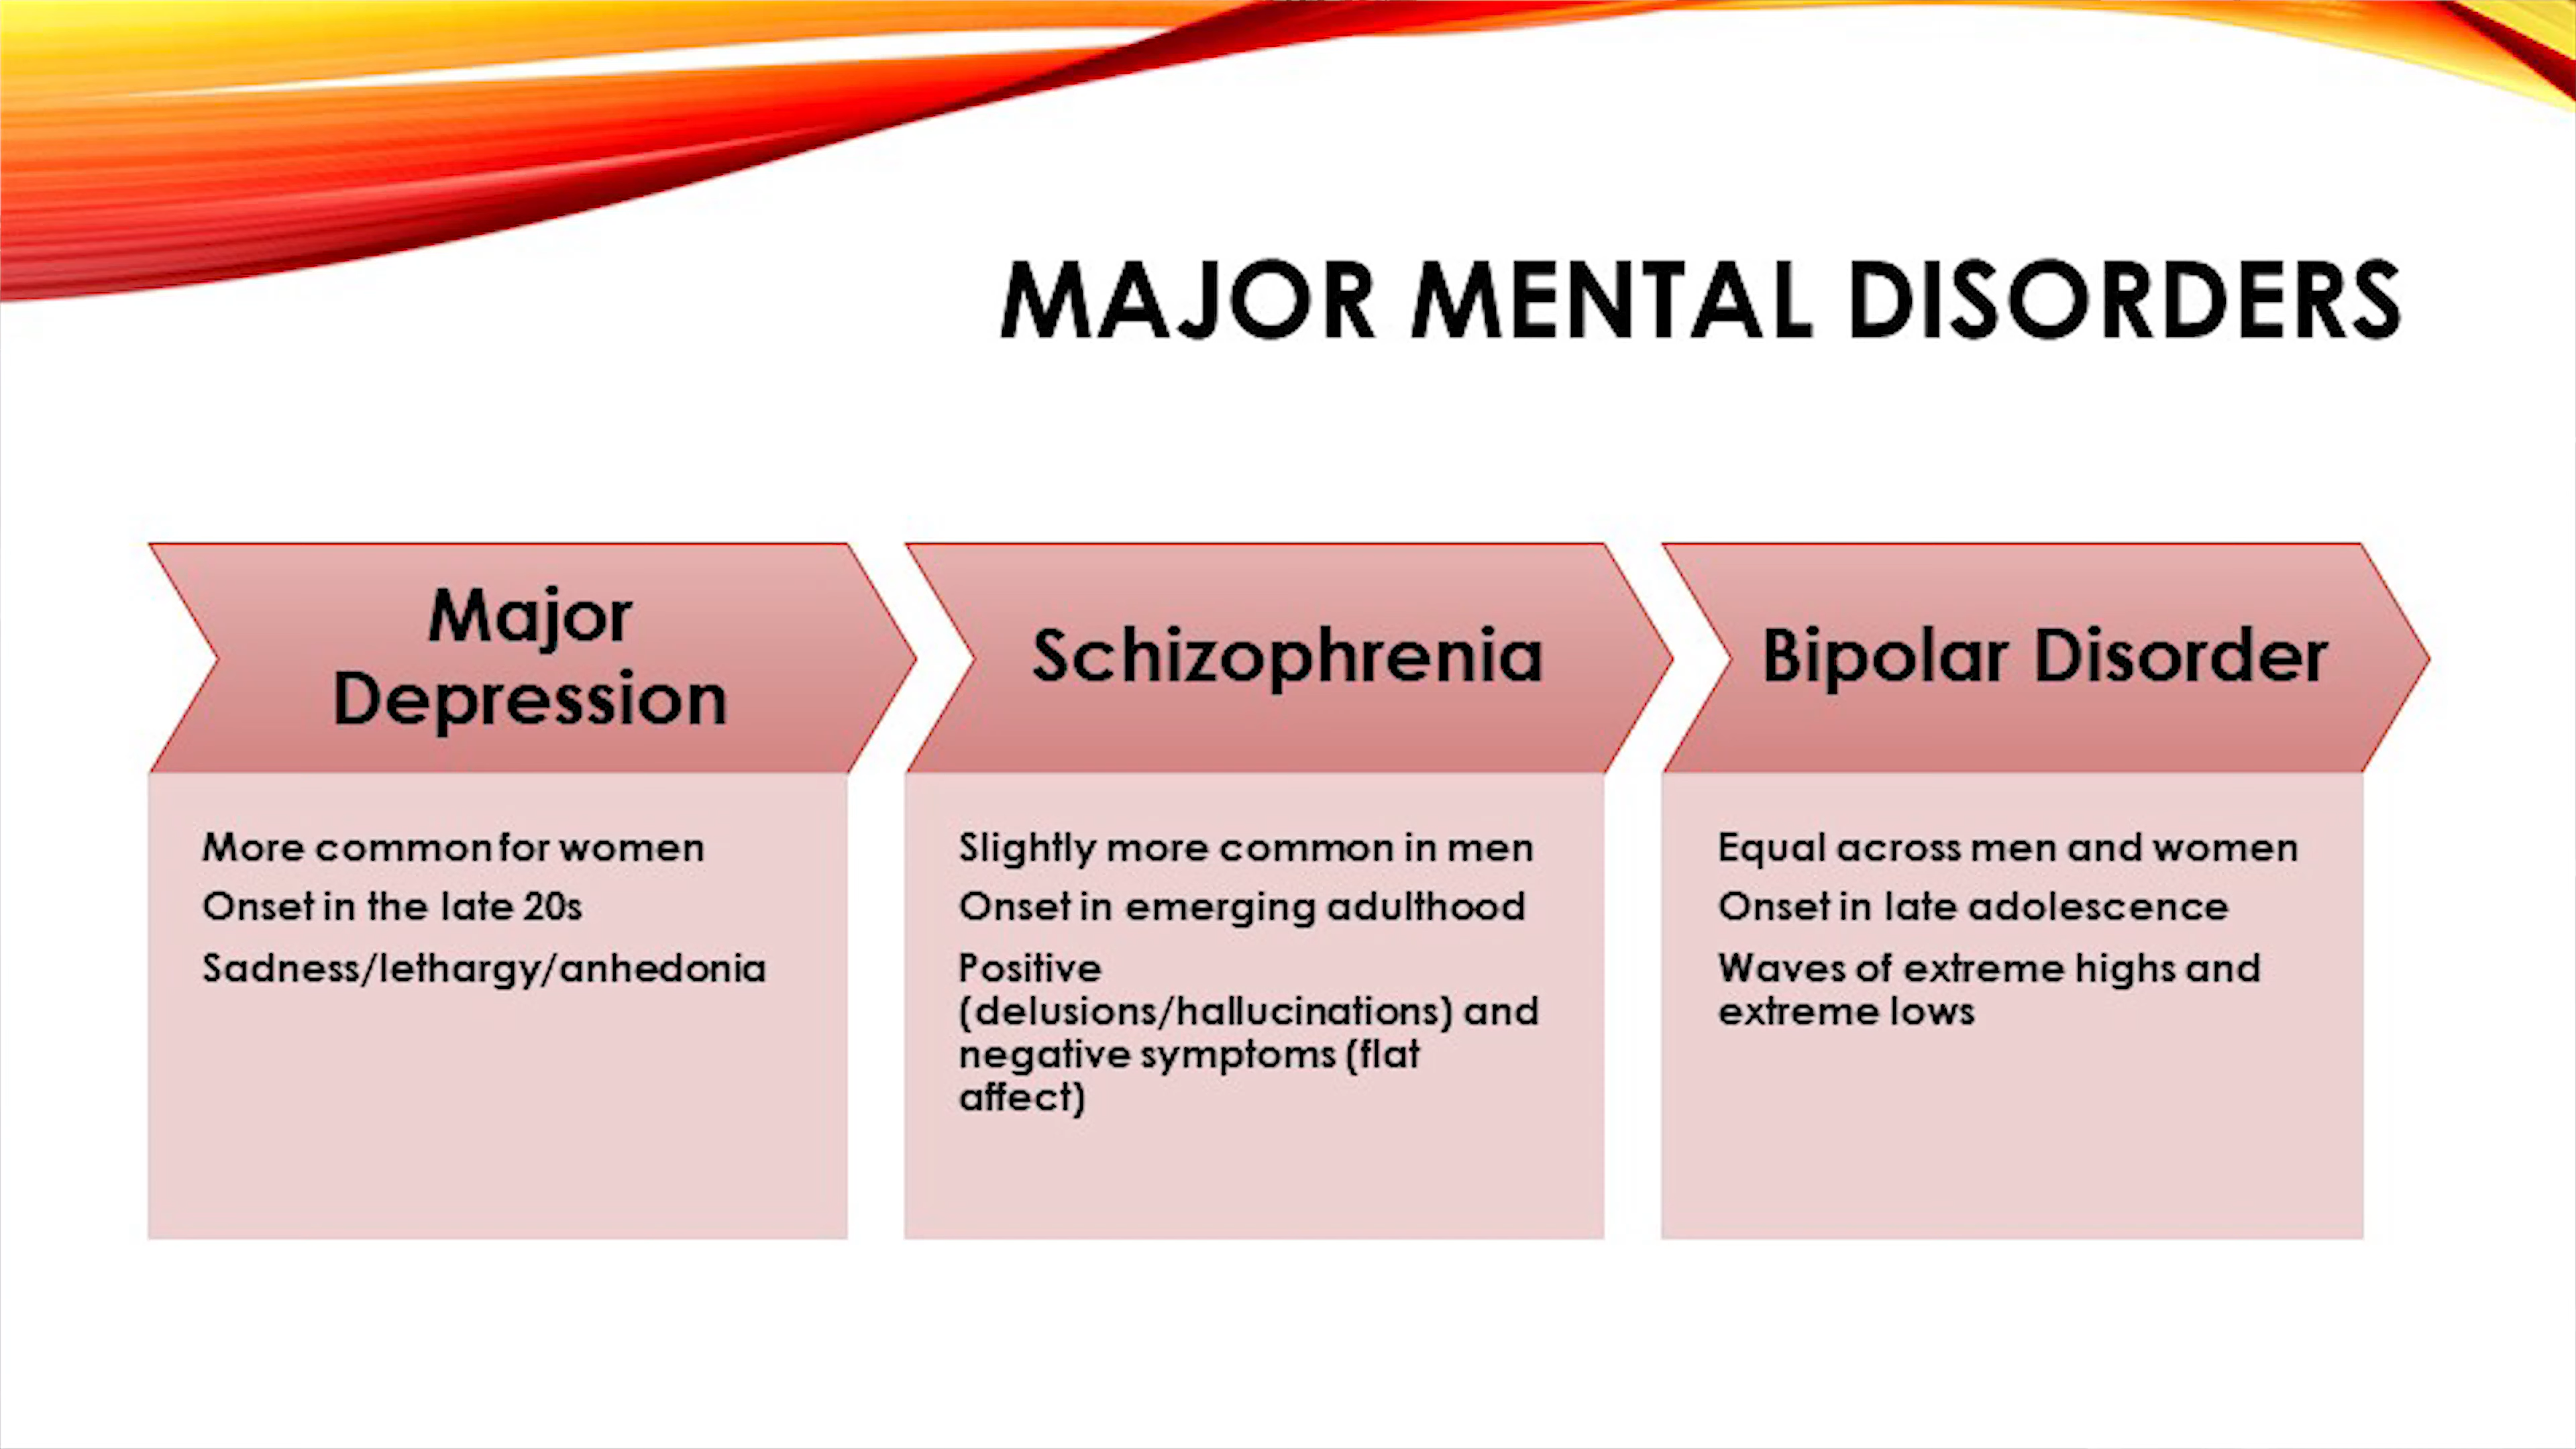 MAJOR MENTAL DISORDERS
Major
Depression
More common for women
Onset in the late 20s
Sadness/lethargy/anhedonia
Schizophrenia
Slightly more common in men
Onset in emerging adulthood
Positive
(delusions/hallucinations) and
negative symptoms (flat
affect)
Bipolar Disorder
Equal across men and women
Onset in late adolescence
Waves of extreme highs and
extreme lows